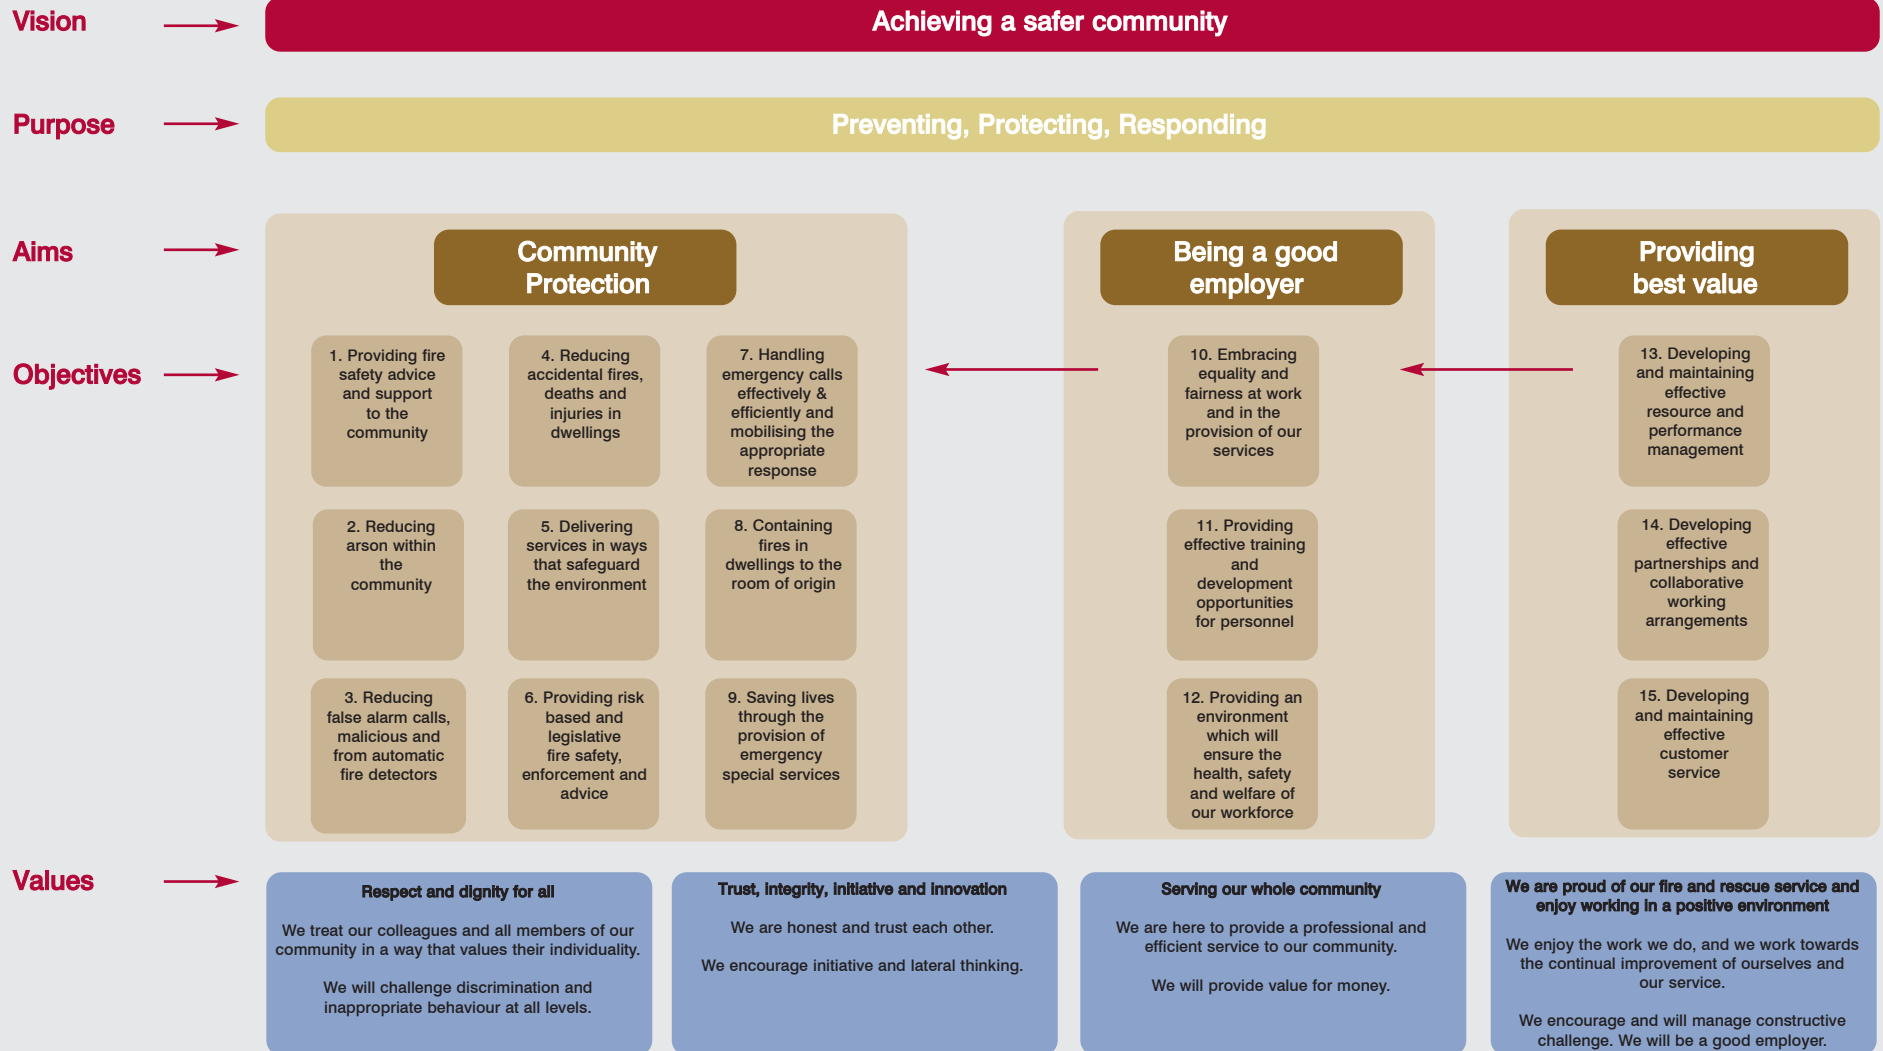 Vision
Achieving a safer community
Purpose
Preventing, Protecting, Responding
Aims
Community
Protection
Being a good
employer
Providing
best value
Objectives
1. Providing fire
safety advice
and support
to the
community
4. Reducing
accidental fires,
deaths and
injuries in
dwellings
7. Handling
emergency calls
effectively &
efficiently and
mobilising the
appropriate
response
10. Embracing
equality and
fairness at work
and in the
provision of our
services
13. Developing
and maintaining
effective
resource and
performance
management
2. Reducing
arson within
the
community
5. Delivering
services in ways
that safeguard
the environment
8. Containing
fires in
dwellings to the
room of origin
11. Providing
effective training
and
development
opportunities
for personnel
14. Developing
effective
partnerships and
collaborative
working
arrangements
3. Reducing
false alarm calls,
malicious and
from automatic
fire detectors
6. Providing risk
based and
legislative
fire safety,
enforcement and
advice
9. Saving lives
through the
provision of
emergency
special services
12. Providing an
environment
which will
ensure the
health, safety
and welfare of
our workforce
15. Developing
and maintaining
effective
customer
service
Values
Respect and dignity for all
We treat our colleagues and all members of our
community in a way that values their individuality.
We will challenge discrimination and
inappropriate behaviour at all levels.
Trust, integrity, initiative and innovation
We are honest and trust each other.
We encourage initiative and lateral thinking.
Serving our whole community
We are here to provide a professional and
efficient service to our community.
We will provide value for money.
We are proud of our fire and rescue service and
enjoy working in a positive environment
We enjoy the work we do, and we work towards
the continual improvement of ourselves and
our service.
We encourage and will manage constructive
challenge. We will be a good employer.